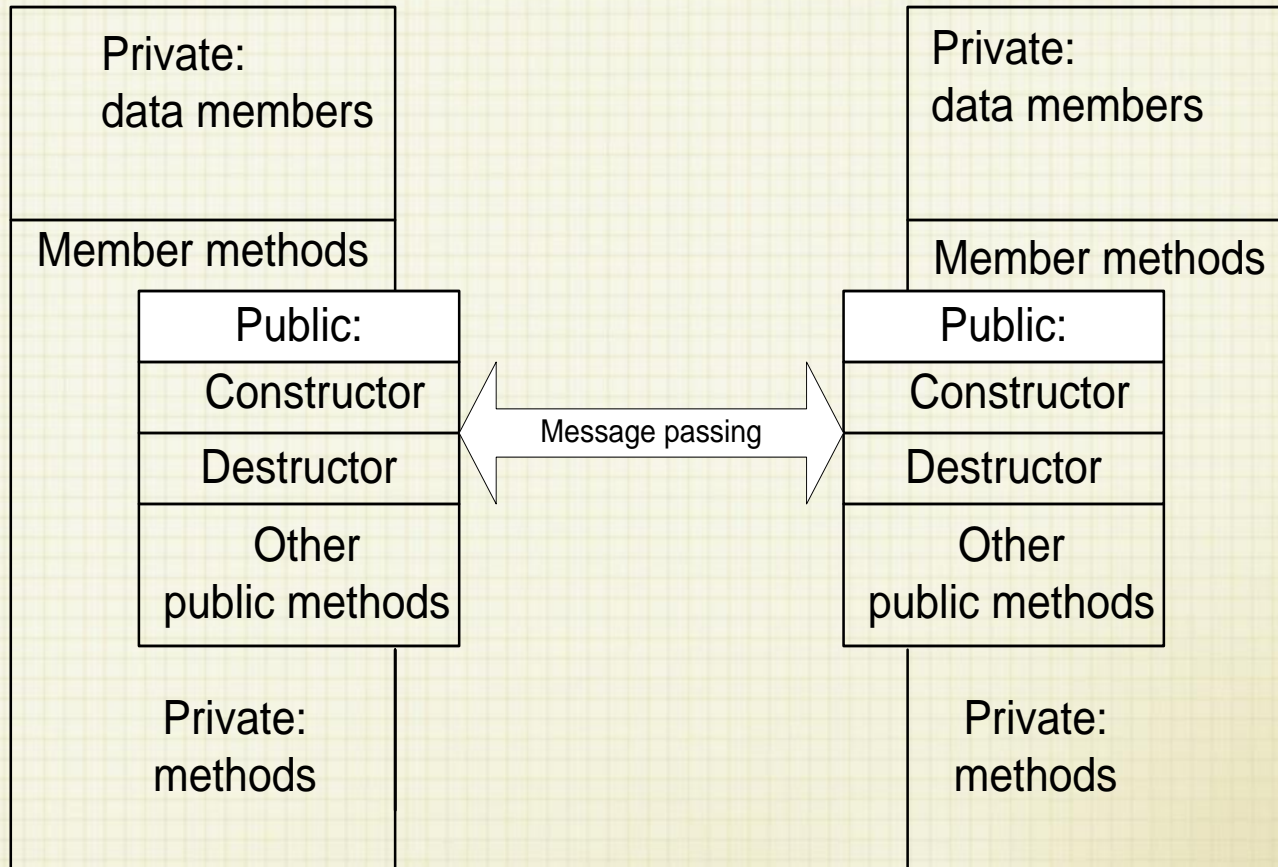 Private:
data members
Member methods
Public:
Constructor
Destructor
Other
public methods
Private:
methods
Message passing
Private:
data members
Member methods
Public:
Constructor
Destructor
Other
public methods
Private:
methods